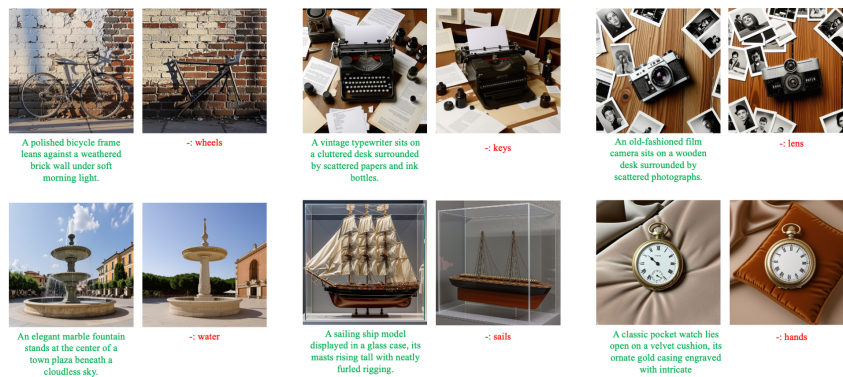 A polished bicycle frame
leans against a weathered
brick wall under soft
morning light.
-: wheels
A vintage typewriter sits on
a cluttered desk surrounded
by scattered papers and ink
bottles.
-: keys
An old-fashioned film
camera sits on a wooden
desk surrounded by
scattered photographs.
-: lens
An elegant marble fountain
stands at the center of a
town plaza beneath a
cloudless sky.
-: water
A sailing ship model
displayed in a glass case, its
masts rising tall with neatly
furled rigging.
-: sails
A classic pocket watch lies
open on a velvet cushion, its
ornate gold casing engraved
with intricate
-: hands